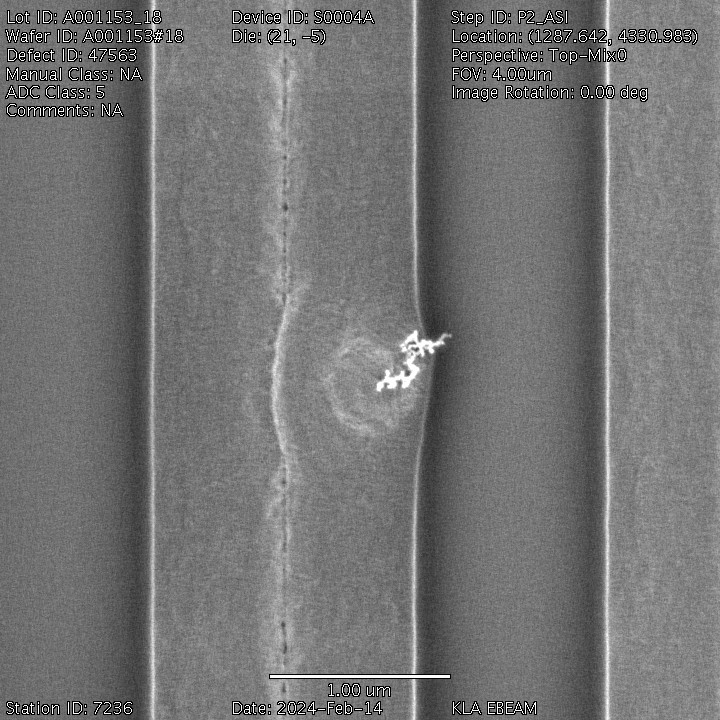 Lot ID: A001153_18
Wafer ID: A001153#18
Defect ID: 47563
Manual Class: NA
ADC Class: 5
Comments: NA
Device ID: S0004A
Die: (21, -5)
Step ID: P2_ASI
Location: (1287.642, 4330.983)
Perspective: Top-Mix0
FOV: 4.00um
Image Rotation: 0.00 deg
1.00 um
Station ID: 7236
Date: 2024-Feb-14
KLA EBEAM